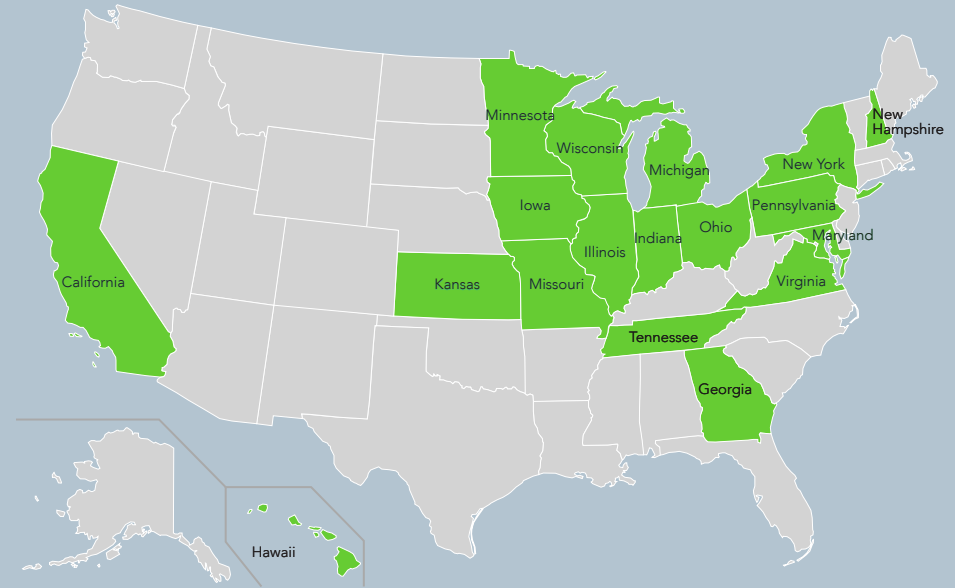 New
Hampshire
Minnesota
Wisconsin
Michigan
New York
Iowa
Pennsylvania
Ohio
Maryland
Indiana
Illinois
California
Kansas
Missouri
Virginia
Tennessee
Georgia
Hawaii